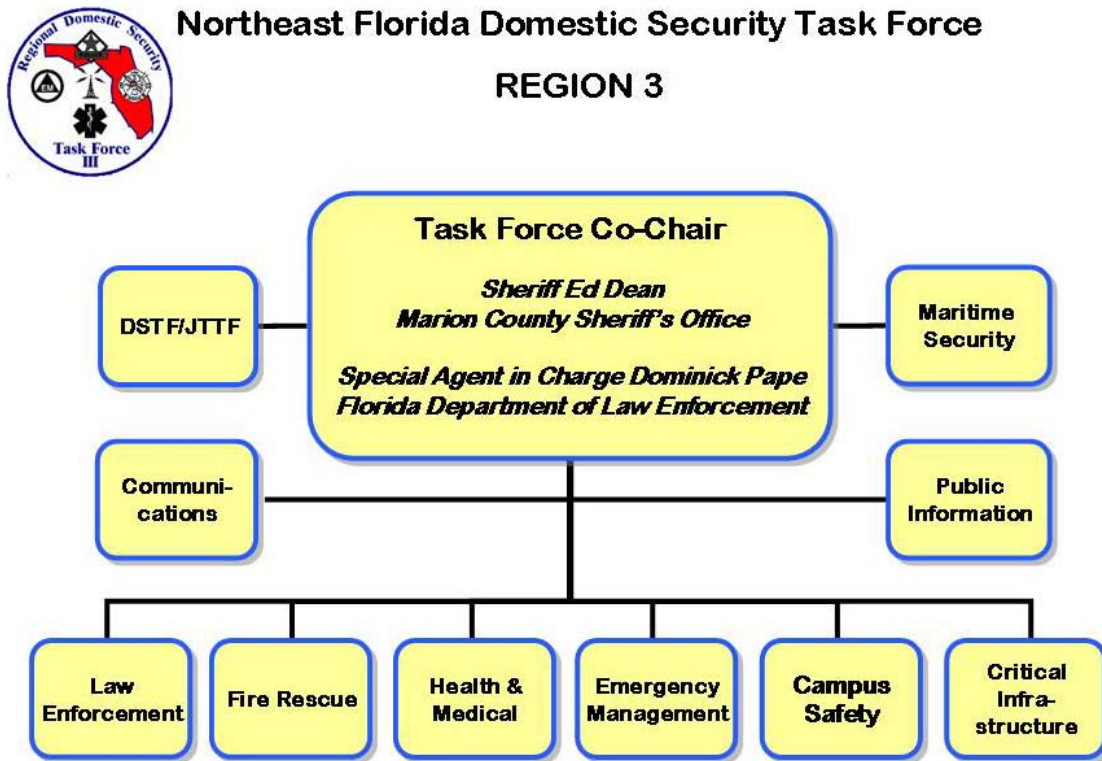 Northeast Florida Domestic Security Task Force
REGION 3
Regional Domestic Security
EM
Task Force
III
Task Force Co-Chair
Sheriff Ed Dean
Marion County Sheriff's Office
Special Agent in Charge Dominick Pape
Florida Department of Law Enforcement
DSTF/JTTF
Maritime
Security
Communi-
cations
Public
Information
Law
Enforcement
Fire Rescue
Health &
Medical
Emergency
Management
Campus
Safety
Critical
Infra-
structure